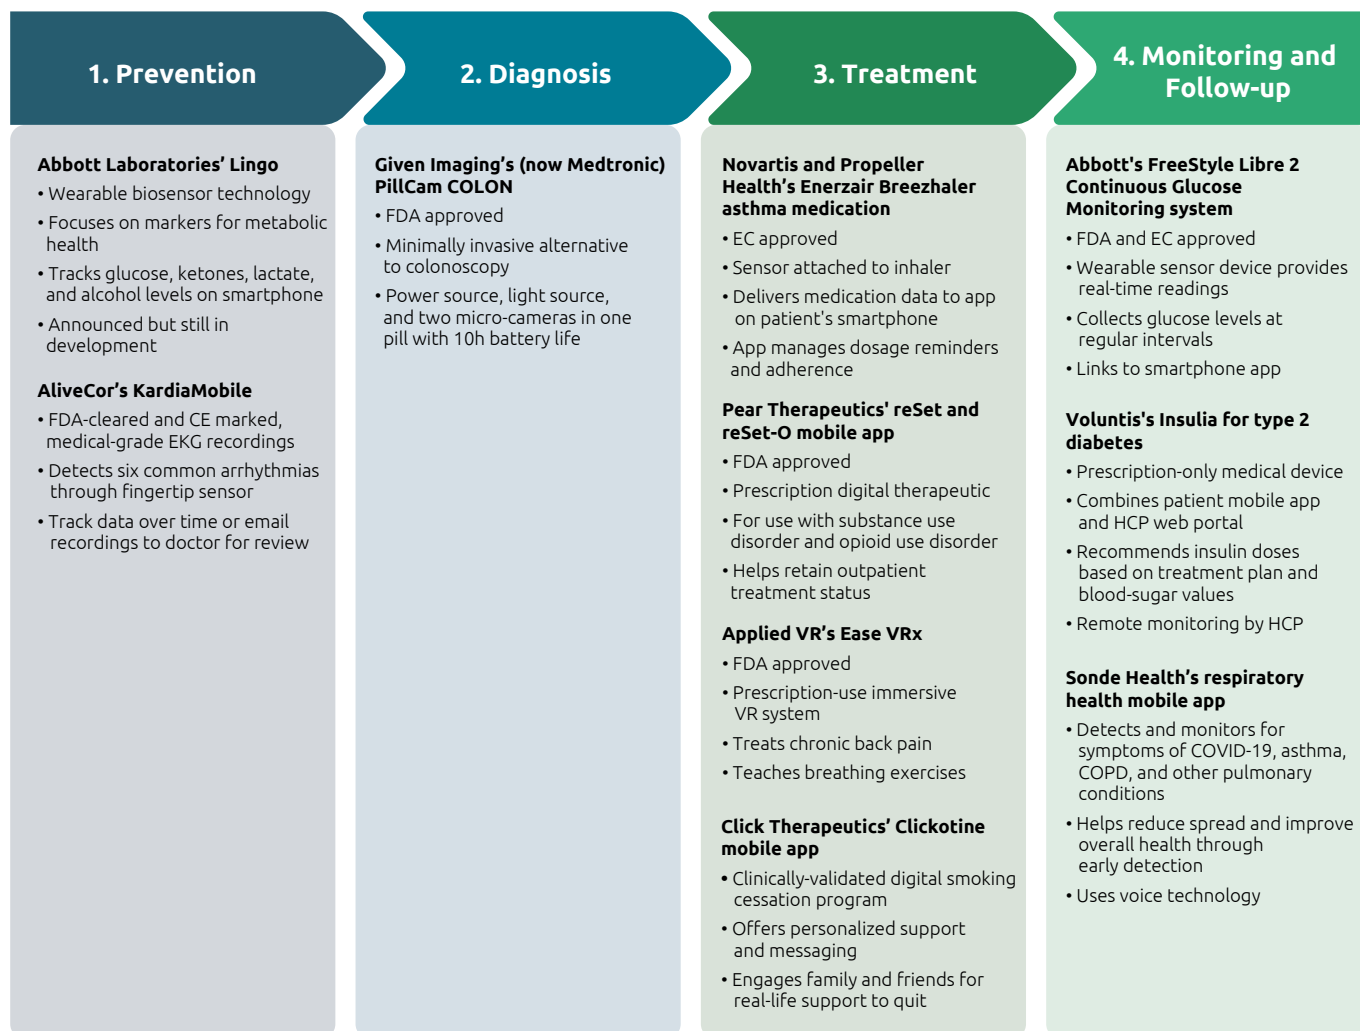 1. Prevention
Abbott Laboratories’ Lingo
• Wearable biosensor technology
• Focuses on markers for metabolic
health
• Tracks glucose, ketones, lactate,
and alcohol levels on smartphone
• Announced but still in
development
AliveCor’s KardiaMobile
• FDA-cleared and CE marked,
medical-grade EKG recordings
• Detects six common arrhythmias
through fingertip sensor
• Track data over time or email
recordings to doctor for review
2. Diagnosis
Given Imaging’s (now Medtronic)
PillCam COLON
• FDA approved
• Minimally invasive alternative
to colonoscopy
• Power source, light source,
and two micro-cameras in one
pill with 10h battery life
3. Treatment
Novartis and Propeller
Health’s Enerzair Breezhaler
asthma medication
• EC approved
• Sensor attached to inhaler
• Delivers medication data to app
on patient's smartphone
• App manages dosage reminders
and adherence
Pear Therapeutics' reSet and
reSet-O mobile app
• FDA approved
• Prescription digital therapeutic
• For use with substance use
disorder and opioid use disorder
• Helps retain outpatient
treatment status
Applied VR’s Ease VRx
• FDA approved
• Prescription-use immersive
VR system
• Treats chronic back pain
• Teaches breathing exercises
Click Therapeutics’ Clickotine
mobile app
• Clinically-validated digital smoking
cessation program
• Offers personalized support
and messaging
• Engages family and friends for
real-life support to quit
4. Monitoring and
Follow-up
Abbott's FreeStyle Libre 2
Continuous Glucose
Monitoring system
• FDA and EC approved
• Wearable sensor device provides
real-time readings
• Collects glucose levels at
regular intervals
• Links to smartphone app
Voluntis's Insulia for type 2
diabetes
• Prescription-only medical device
• Combines patient mobile app
and HCP web portal
• Recommends insulin doses
based on treatment plan and
blood-sugar values
• Remote monitoring by HCP
Sonde Health’s respiratory
health mobile app
• Detects and monitors for
symptoms of COVID-19, asthma,
COPD, and other pulmonary
conditions
• Helps reduce spread and improve
overall health through
early detection
• Uses voice technology